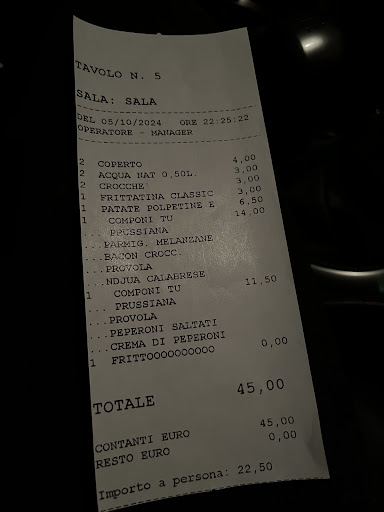 TAVOLO N. 5
SALA: SALA
DEL 05/10/2024 ORE 22:25:22
OPERATORE - MANAGER
2 COPERTO 4,00
2 ACQUA NAT 0,50L. 3,00
2 CROCCHE' 3,00
1 FRITTATINA CLASSIC 3,00
1 PATATE POLPETINE E 6,50
1 COMPONI TU 14,00
... PRUSSIANA
...PARMIG. MELANZANE
...BACON CROCC.
...PROVOLA
...NDJUA CALABRESE
1 COMPONI TU 11,50
... PRUSSIANA
...PROVOLA
...PEPERONI SALTATI
...CREMA DI PEPERONI
1 FRITTOOOOOOOOOO 0,00
TOTALE 45,00
CONTANTI EURO 45,00
RESTO EURO 0,00
Importo a persona: 22,50